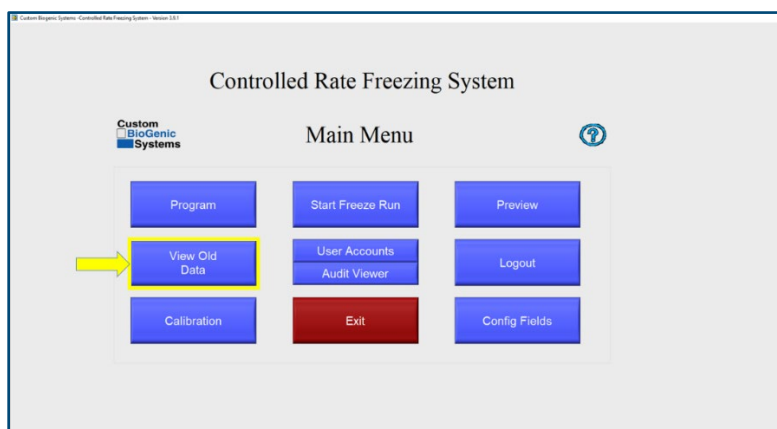 Custom Biogenic Systems - Controlled Rate Freezing System - Version 3.0.1
Controlled Rate Freezing System
Custom
BioGenic
Systems
Main Menu
?
Program
Start Freeze Run
Preview
View Old
Data
User Accounts
Audit Viewer
Logout
Calibration
Exit
Config Fields